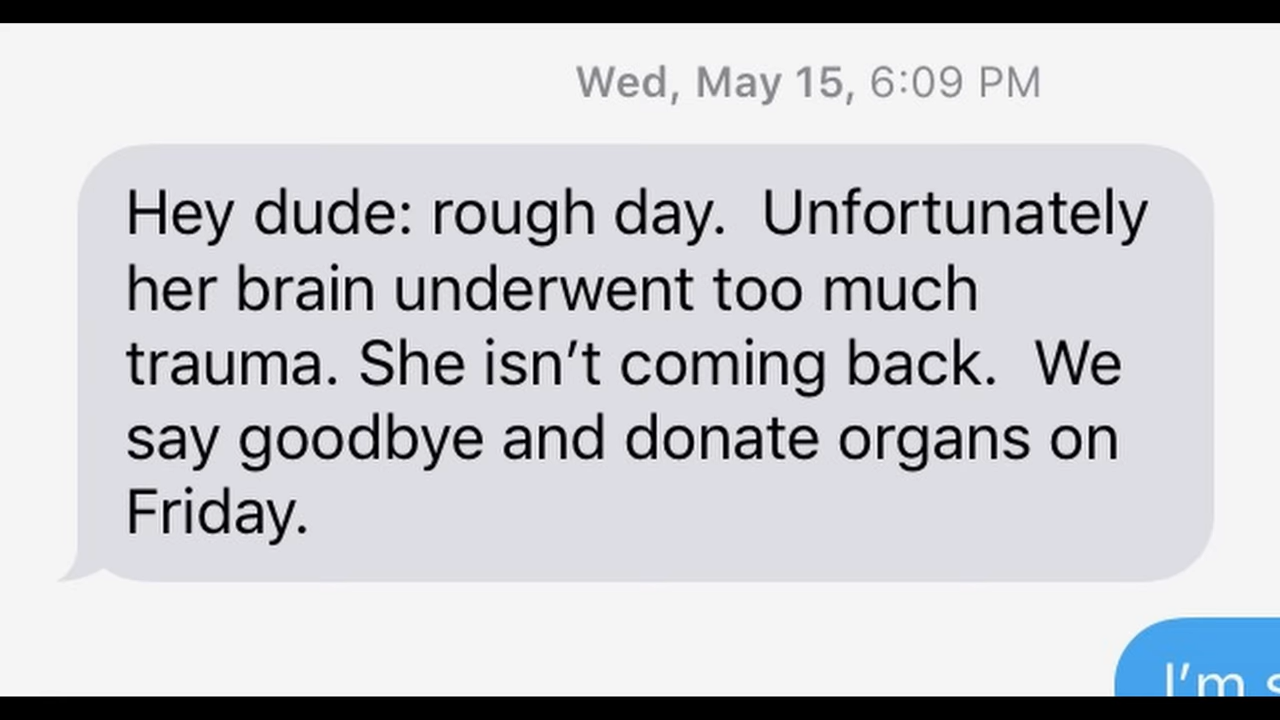 Wed, May 15, 6:09 PM
Hey dude: rough day.  Unfortunately
her brain underwent too much
trauma. She isn’t coming back.  We
say goodbye and donate organs on
Friday.
I’m